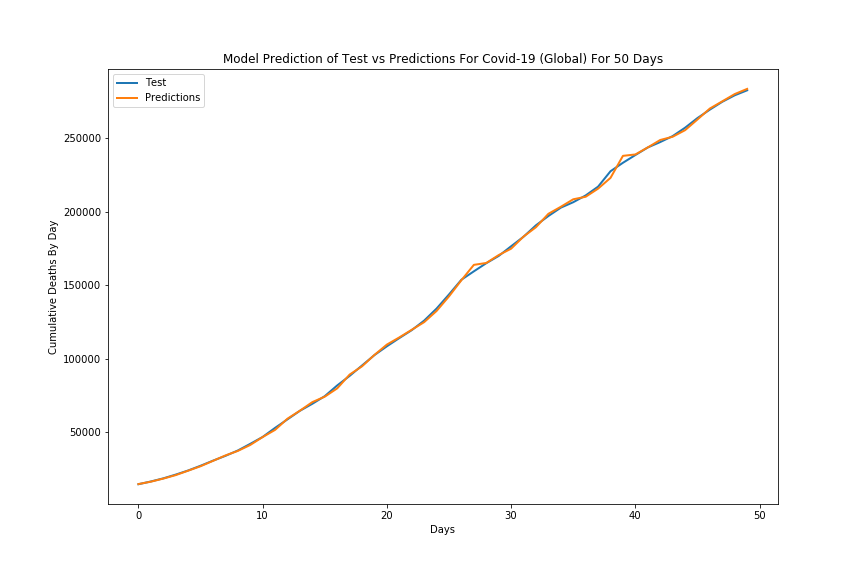 Model Prediction of Test vs Predictions For Covid-19 (Global) For 50 Days
Test
Predictions
250000
200000
150000
100000
50000
Cumulative Deaths By Day
0 10 20 30 40 50
Days